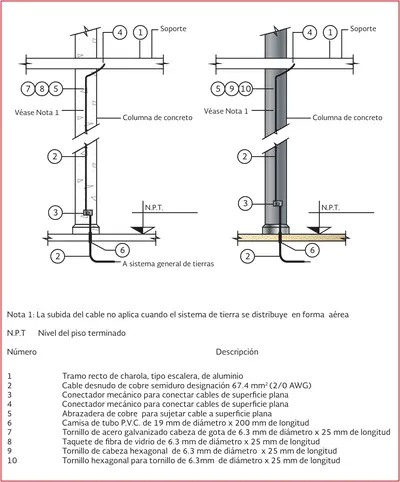 4 1 Soporte
4 1 Soporte
7 8 5
5 9 10
Véase Nota 1
Columna de concreto
Véase Nota 1
Columna de concreto
2
2
3
N.P.T.
3
N.P.T.
6
2
A sistema general de tierras
6
2
Nota 1: La subida del cable no aplica cuando el sistema de tierra se distribuye en forma aérea
N.P.T Nivel del piso terminado
Número Descripción
1 Tramo recto de charola, tipo escalera, de aluminio
2 Cable desnudo de cobre semiduro designación 67.4 mm² (2/0 AWG)
3 Conectador mecánico para conectar cables de superficie plana
4 Conectador mecánico para conectar cables de superficie plana
5 Abrazadera de cobre para sujetar cable a superficie plana
6 Camisa de tubo P.V.C. de 19 mm de diámetro x 200 mm de longitud
7 Tornillo de acero galvanizado cabeza de gota de 6.3 mm de diámetro x 25 mm de longitud
8 Taquete de fibra de vidrio de 6.3 mm de diámetro x 25 mm de longitud
9 Tornillo de cabeza hexagonal de 6.3 mm de diámetro x 25 mm de longitud
10 Tornillo hexagonal para tornillo de 6.3mm de diámetro x 25 mm de longitud